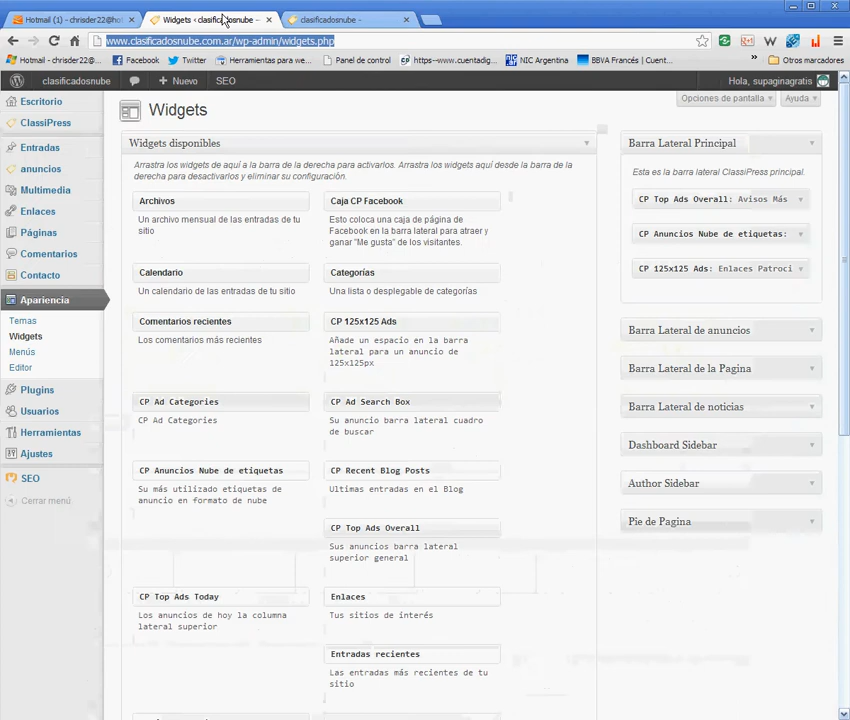 Hotmail (1) - chrisder22@ho
Widgets ‹ clasificadosnube —
clasificadosnube -
www.clasificadosnube.com.ar/wp-admin/widgets.php
Hotmail - chrisder22@...
Facebook
Twitter
Herramientas para we...
Panel de control
https--www.cuentadig...
NIC Argentina
BBVA Francés | Cuent...
»
Otros marcadores
clasificadosnube
+ Nuevo
SEO
Hola, supaginagratis
Escritorio
ClassiPress
Entradas
anuncios
Multimedia
Enlaces
Páginas
Comentarios
Contacto
Apariencia
Temas
Widgets
Menús
Editor
Plugins
Usuarios
Herramientas
Ajustes
SEO
Cerrar menú
Opciones de pantalla
Ayuda
Widgets
Widgets disponibles
Arrastra los widgets de aquí a la barra de la derecha para activarlos. Arrastra los widgets aquí desde la barra de la
derecha para desactivarlos y eliminar su configuración.
Archivos
Un archivo mensual de las entradas de tu
sitio
Caja CP Facebook
Esto coloca una caja de página de
Facebook en la barra lateral para atraer y
ganar "Me gusta" de los visitantes.
Calendario
Un calendario de las entradas de tu sitio
Categorías
Una lista o desplegable de categorías
Comentarios recientes
Los comentarios más recientes
CP 125x125 Ads
Añade un espacio en la barra
lateral para un anuncio de
125x125px
CP Ad Categories
CP Ad Categories
CP Ad Search Box
Su anuncio barra lateral cuadro
de buscar
CP Anuncios Nube de etiquetas
Su más utilizado etiquetas de
anuncio en formato de nube
CP Recent Blog Posts
Ultimas entradas en el Blog
CP Top Ads Overall
Sus anuncios barra lateral
superior general
CP Top Ads Today
Los anuncios de hoy la columna
lateral superior
Enlaces
Tus sitios de interés
Entradas recientes
Las entradas más recientes de tu
sitio
Barra Lateral Principal
Esta es la barra lateral ClassiPress principal.
CP Top Ads Overall: Avisos Más
CP Anuncios Nube de etiquetas:
CP 125x125 Ads: Enlaces Patroci
Barra Lateral de anuncios
Barra Lateral de la Pagina
Barra Lateral de noticias
Dashboard Sidebar
Author Sidebar
Pie de Pagina